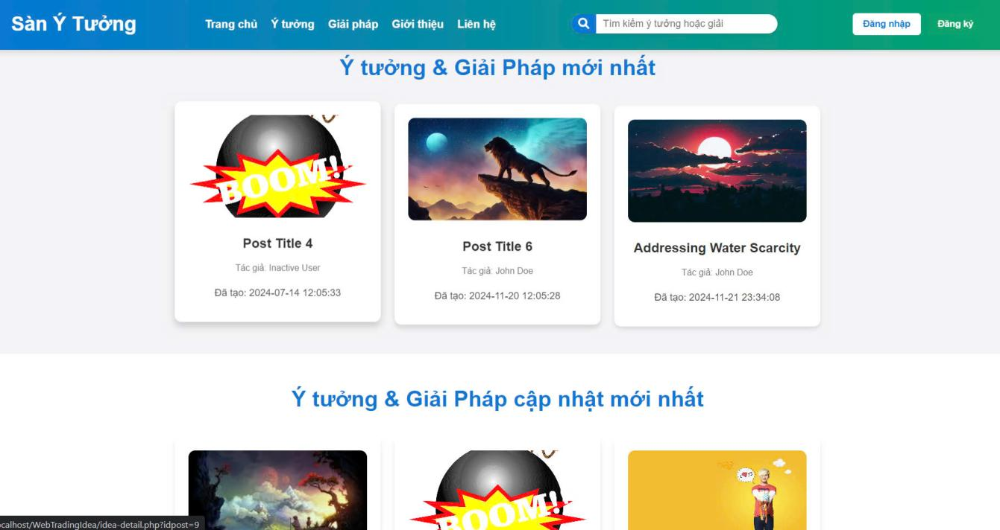 Sàn Ý Tưởng
Trang chủ Ý tưởng Giải pháp Giới thiệu Liên hệ
Tìm kiếm ý tưởng hoặc giải
Đăng nhập Đăng ký
Ý tưởng & Giải Pháp mới nhất
BOOM!
Post Title 4
Tác giả: Inactive User
Đã tạo: 2024-07-14 12:05:33
Post Title 6
Tác giả: John Doe
Đã tạo: 2024-11-20 12:05:28
Addressing Water Scarcity
Tác giả: John Doe
Đã tạo: 2024-11-21 23:34:08
Ý tưởng & Giải Pháp cập nhật mới nhất
BOOM!
ocalhost/WebTradingIdea/idea-detail.php?idpost=9